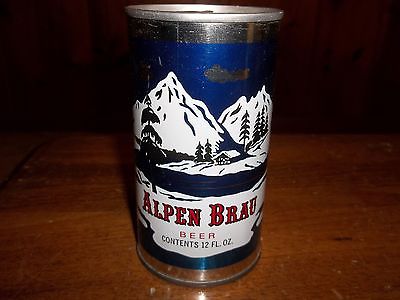 ALPEN BRAU
BEER
CONTENTS 12 FL. OZ.